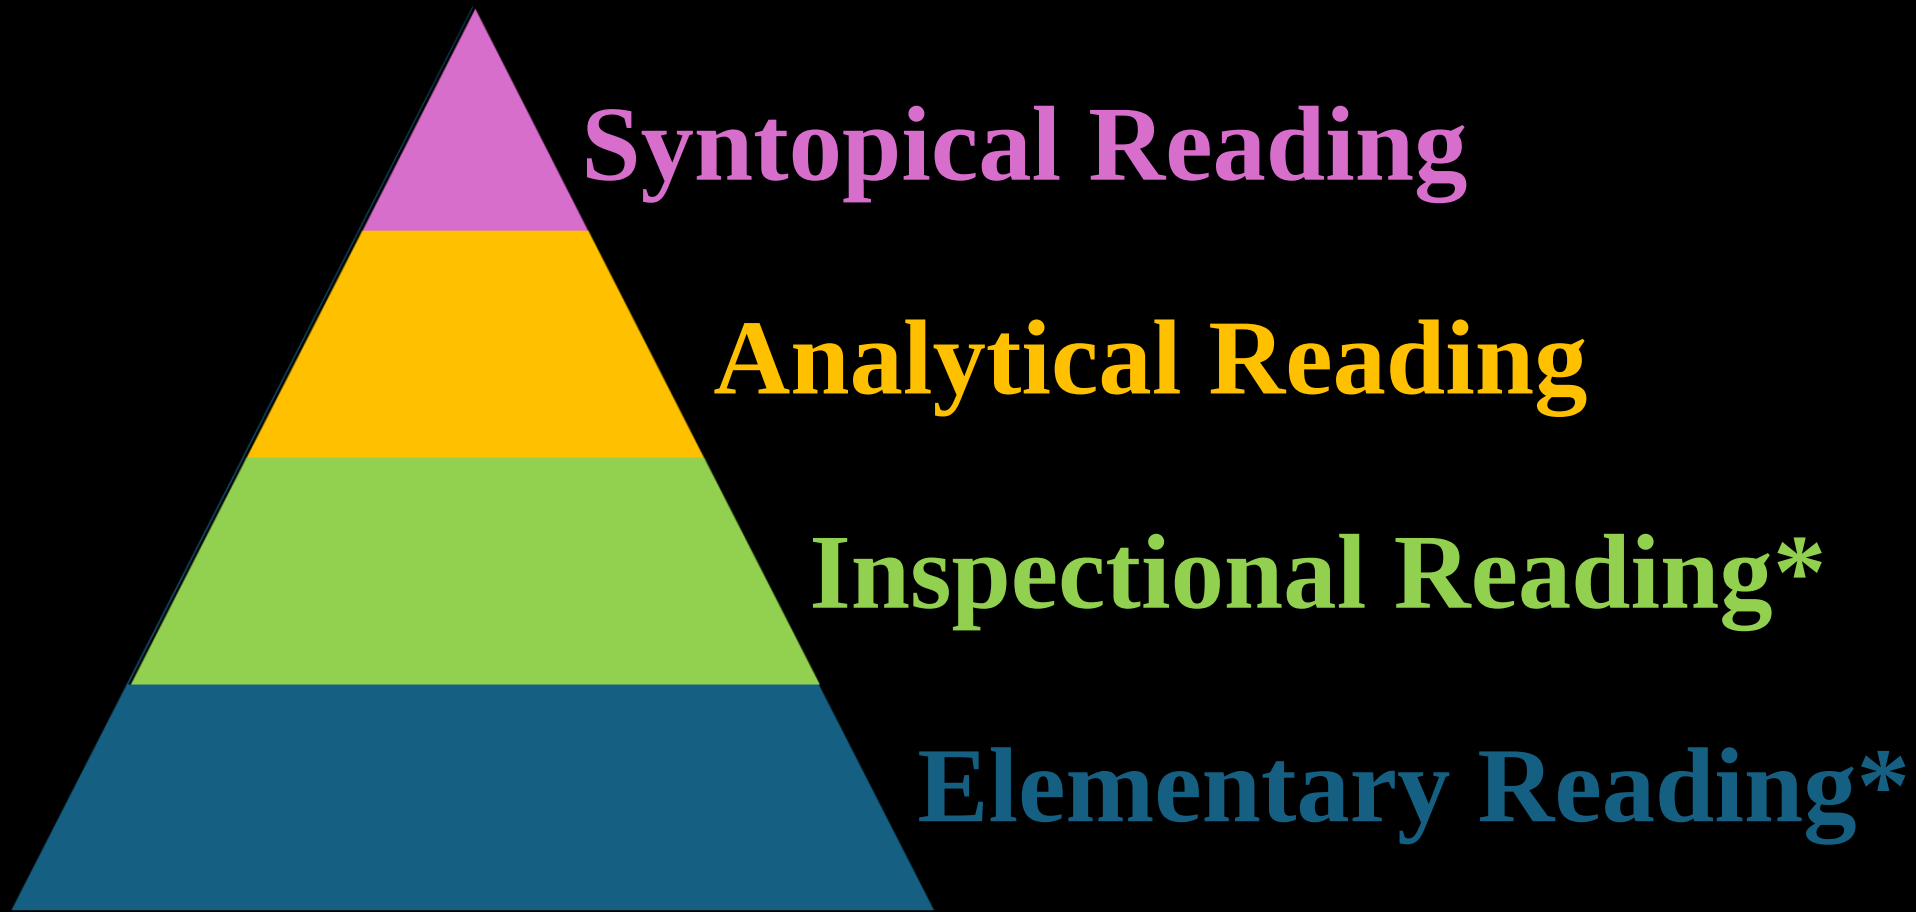 Syntopical Reading
Analytical Reading
Inspectional Reading*
Elementary Reading*